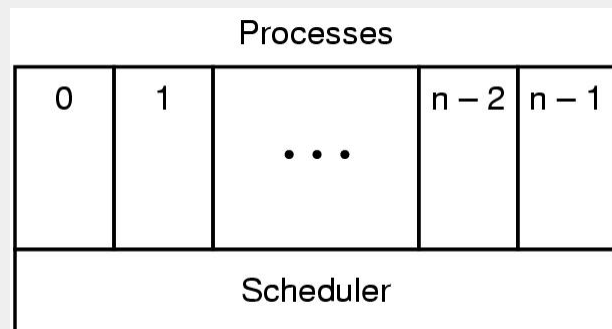 Processes
0 1 • • • n – 2 n – 1
Scheduler